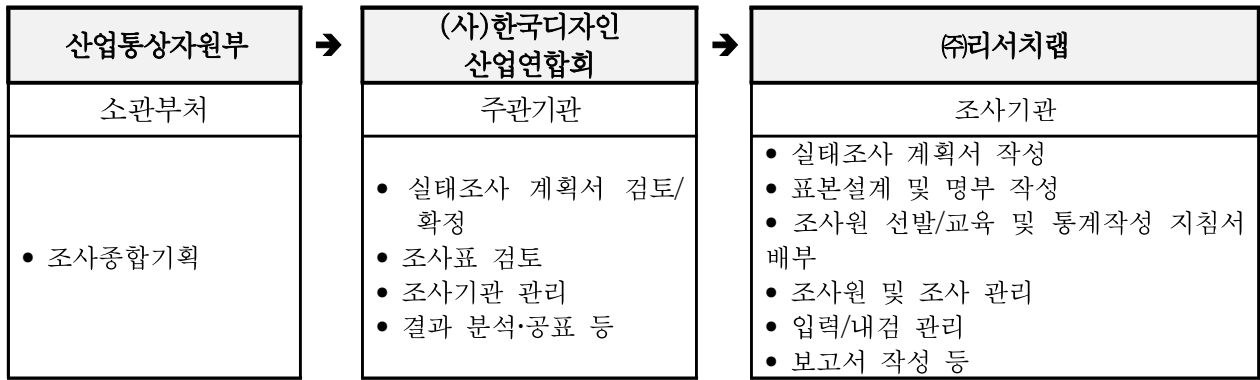 산업통상자원부
➔
(사)한국디자인
산업연합회
➔
㈜리서치랩
소관부처
주관기관
조사기관
• 조사종합기획
• 실태조사 계획서 검토/
확정
• 조사표 검토
• 조사기관 관리
• 결과 분석·공표 등
• 실태조사 계획서 작성
• 표본설계 및 명부 작성
• 조사원 선발/교육 및 통계작성 지침서
배부
• 조사원 및 조사 관리
• 입력/내검 관리
• 보고서 작성 등